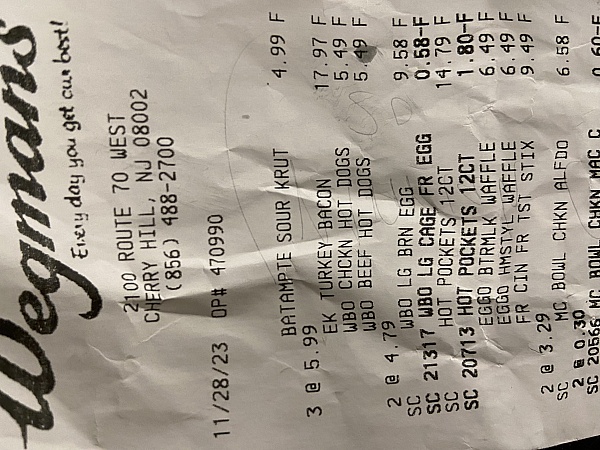 Wegmans
Every day you get our best!
2100 ROUTE 70 WEST
CHERRY HILL, NJ 08002
(856) 488-2700
11/28/23 OP# 470990
BATAMPTE SOUR KRUT 4.99 F
3 @ 5.99
EK TURKEY BACON 17.97 F
WBO CHCKN HOT DOGS 5.49 F
WBO BEEF HOT DOGS 5.49 F
2 @ 4.79
SC WBO LG BRN EGG 9.58 F
SC 21317 WBO LG CAGE FR EGG 0.58-F
SC HOT POCKETS 12CT 14.79 F
SC 20713 HOT POCKETS 12CT 1.80-F
EGGO BTRMLK WAFFLE 6.49 F
EGGO HMSTYL WAFFLE 6.49 F
FR CIN FR TST STIX 9.49 F
2 @ 3.29
SC MC BOWL CHKN ALFDO 6.58 F
2 @ 0.30
SC 20566 MC BOWL CHKN MAC C 0.60-F